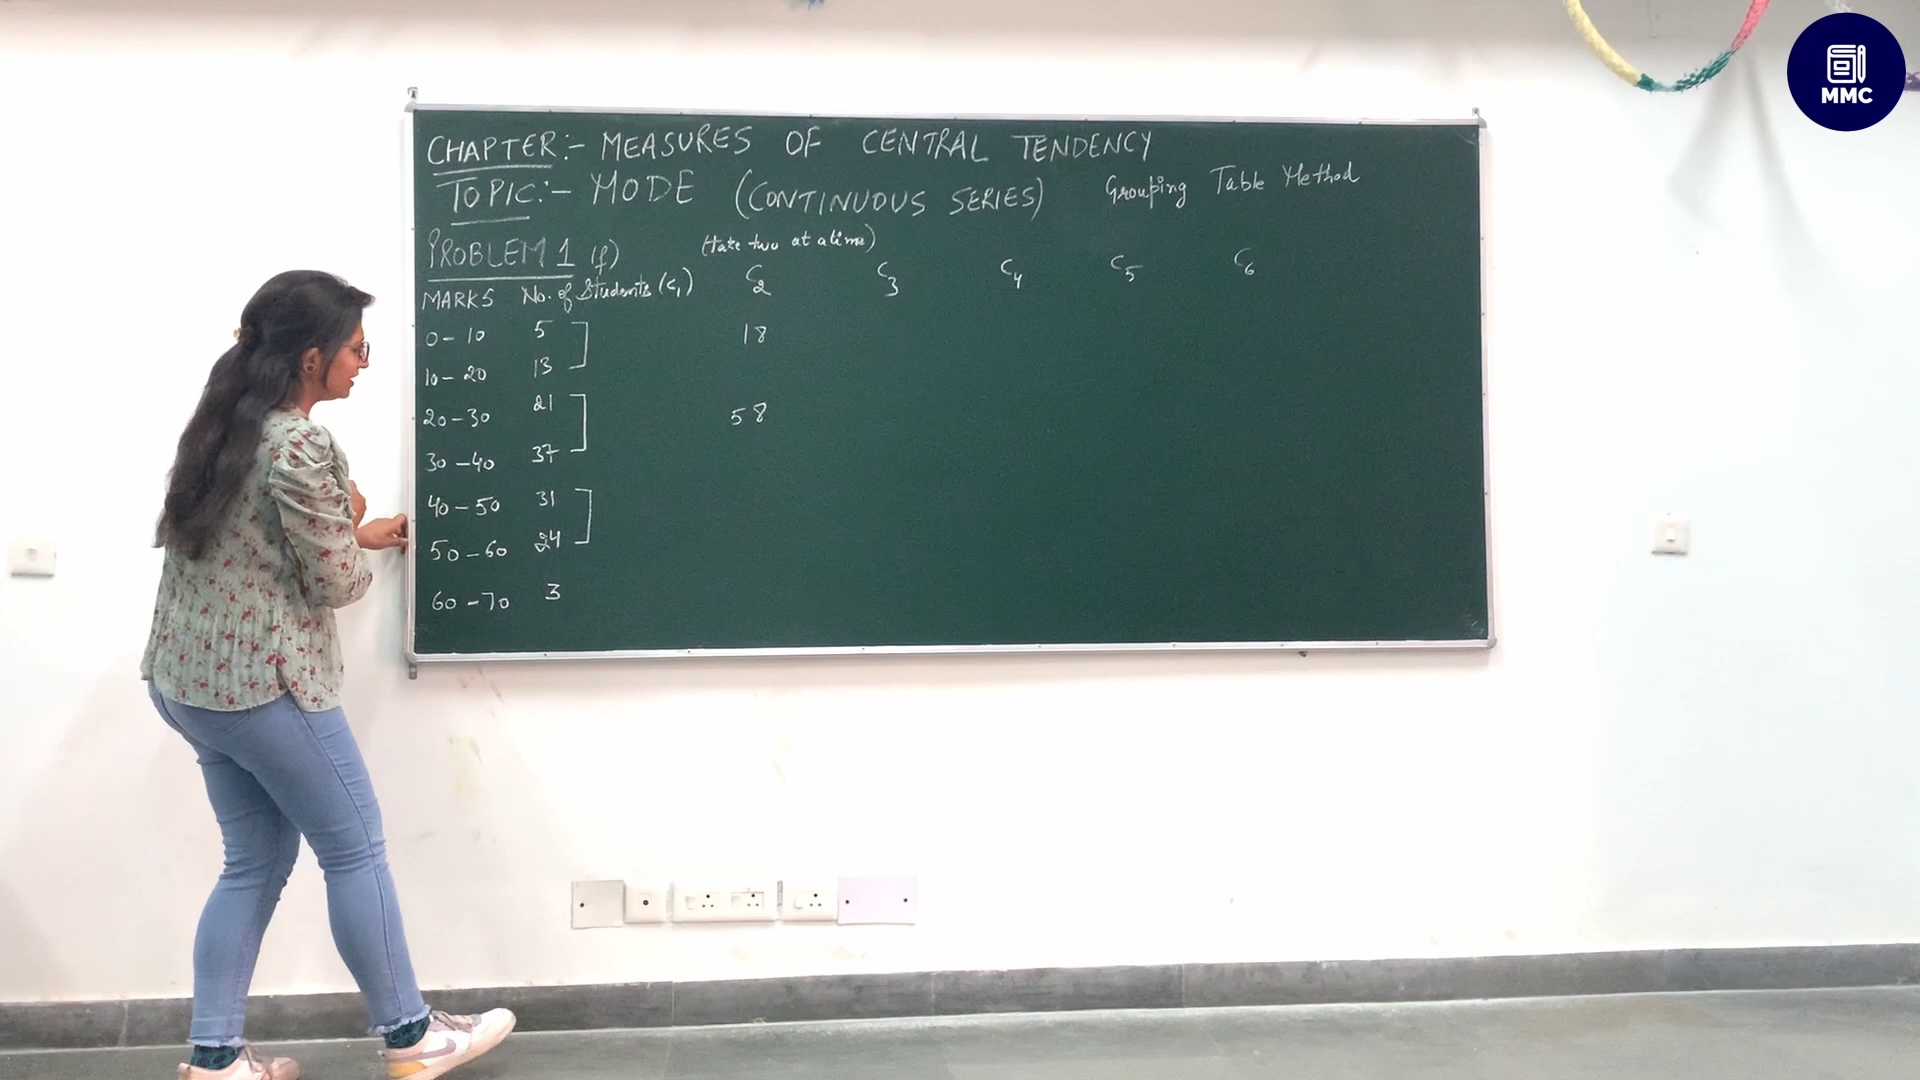 MMC
CHAPTER:- MEASURES OF CENTRAL TENDENCY
TOPIC:- MODE (CONTINUOUS SERIES) Grouping Table Method
PROBLEM 1 (f) (take two at a time)
MARKS No. of Students (C1) C2 C3 C4 C5 C6
0-10 5 18
10-20 13
20-30 21 58
30-40 37
40-50 31
50-60 24
60-70 3